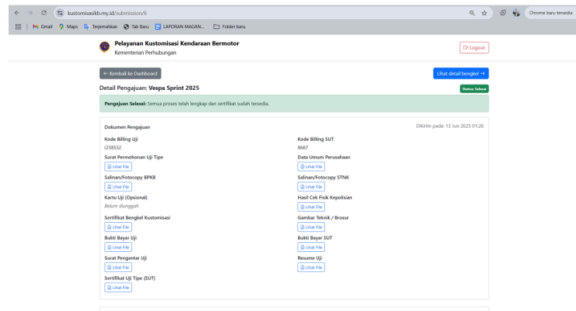 kustomisasikb.my.id/submission/6
Chrome baru tersedia
Gmail
Maps
Terjemahkan
Tab Baru
LAPORAN MAGAN...
Folder baru
Pelayanan Kustomisasi Kendaraan Bermotor
Kementerian Perhubungan
Logout
← Kembali ke Dashboard
Lihat detail bengkel →
Detail Pengajuan: Vespa Sprint 2025
Status: Selesai
Pengajuan Selesai: Semua proses telah lengkap dan sertifikat sudah tersedia.
Dokumen Pengajuan
Dikirim pada: 13 Jun 2025 01:26
Kode Billing Uji
Kode Billing SUT
Surat Permohonan Uji Tipe
Lihat File
Data Umum Perusahaan
Lihat File
Salinan/Fotocopy BPKB
Lihat File
Salinan/Fotocopy STNK
Lihat File
Kartu Uji (Opsional)
Belum diunggah
Hasil Cek Fisik Kepolisian
Lihat File
Sertifikat Bengkel Kustomisasi
Lihat File
Gambar Teknik / Brosur
Lihat File
Bukti Bayar Uji
Lihat File
Bukti Bayar SUT
Lihat File
Surat Pengantar Uji
Lihat File
Resume Uji
Lihat File
Sertifikat Uji Tipe (SUT)
Lihat File